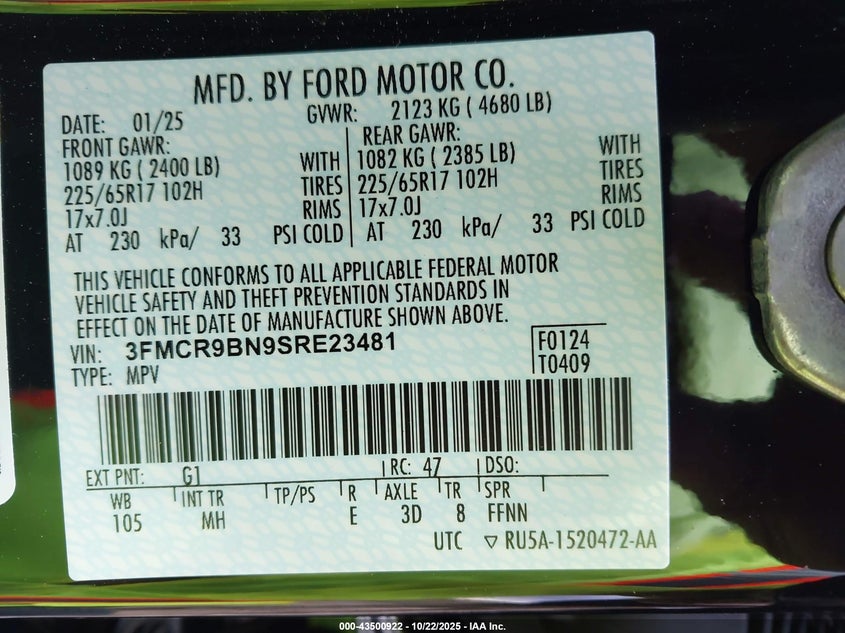 MFD. BY FORD MOTOR CO.
DATE: 01/25 GVWR: 2123 KG ( 4680 LB)
FRONT GAWR: REAR GAWR:
1089 KG ( 2400 LB) WITH 1082 KG ( 2385 LB) WITH
225/65R17 102H TIRES 225/65R17 102H TIRES
17x7.0J RIMS 17x7.0J RIMS
AT 230 kPa/ 33 PSI COLD AT 230 kPa/ 33 PSI COLD
THIS VEHICLE CONFORMS TO ALL APPLICABLE FEDERAL MOTOR
VEHICLE SAFETY AND THEFT PREVENTION STANDARDS IN
EFFECT ON THE DATE OF MANUFACTURE SHOWN ABOVE.
VIN: 3FMCR9BN9SRE23481 F0124
TYPE: MPV T0409
EXT PNT: G1 RC: 47 DSO:
WB INT TR TP/PS R AXLE TR SPR
105 MH E 3D 8 FFNN
UTC ▽ RU5A-1520472-AA
000-43500922 - 10/22/2025 - IAA Inc.